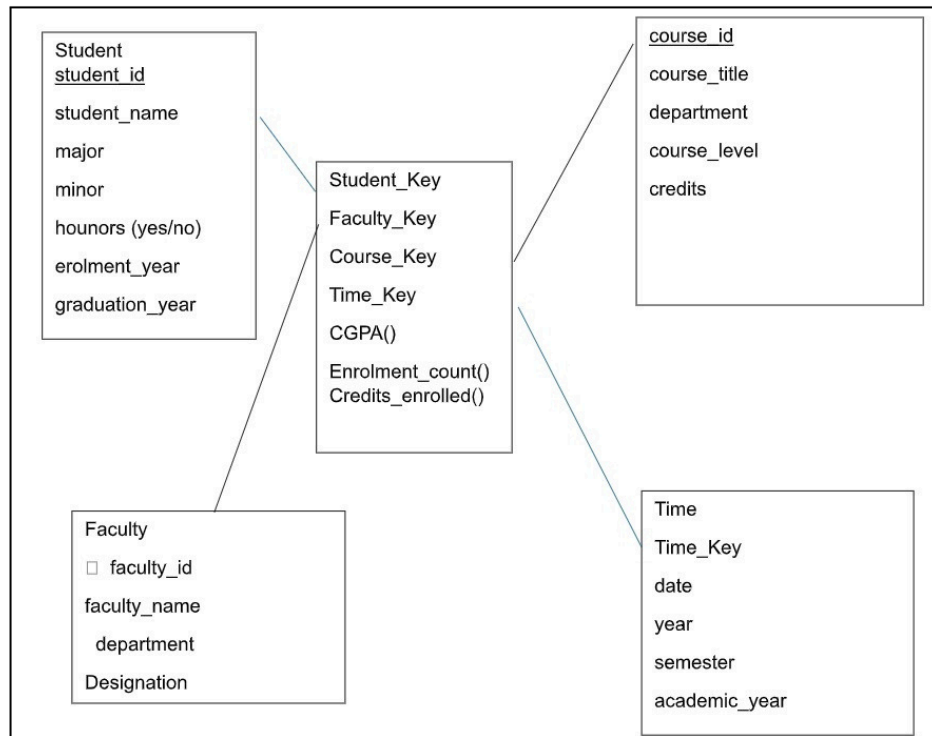 Student
student_id
student_name
major
minor
hounors (yes/no)
erolment_year
graduation_year
Student_Key
Faculty_Key
Course_Key
Time_Key
CGPA()
Enrolment_count()
Credits_enrolled()
course_id
course_title
department
course_level
credits
Faculty
□ faculty_id
faculty_name
department
Designation
Time
Time_Key
date
year
semester
academic_year